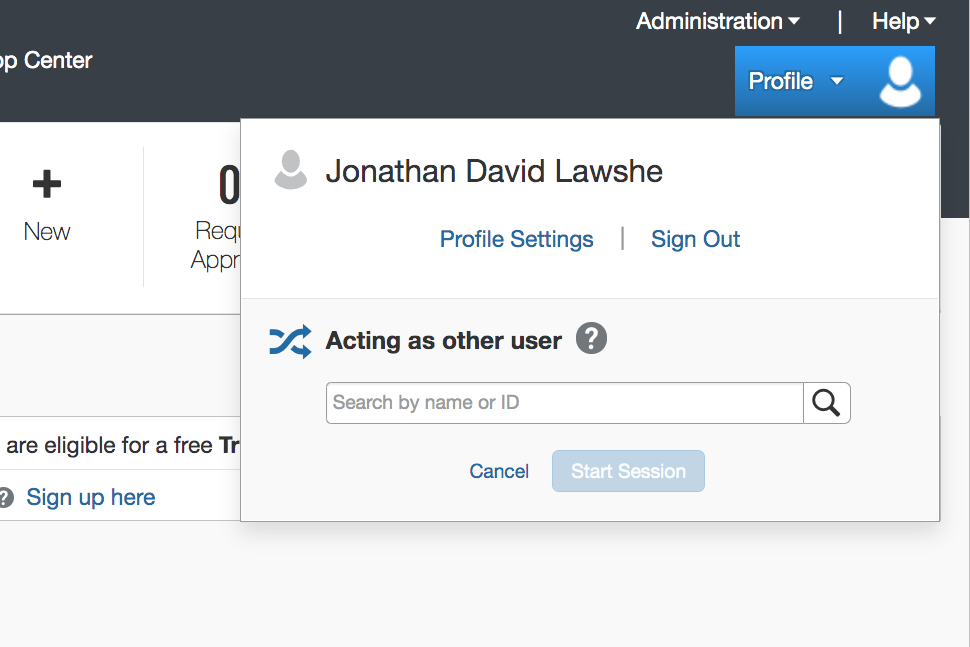 Administration | Help
op Center
Profile
Jonathan David Lawshe
Profile Settings | Sign Out
New
0
Requ
Appr
Acting as other user ?
Search by name or ID
Cancel Start Session
are eligible for a free Tr
? Sign up here